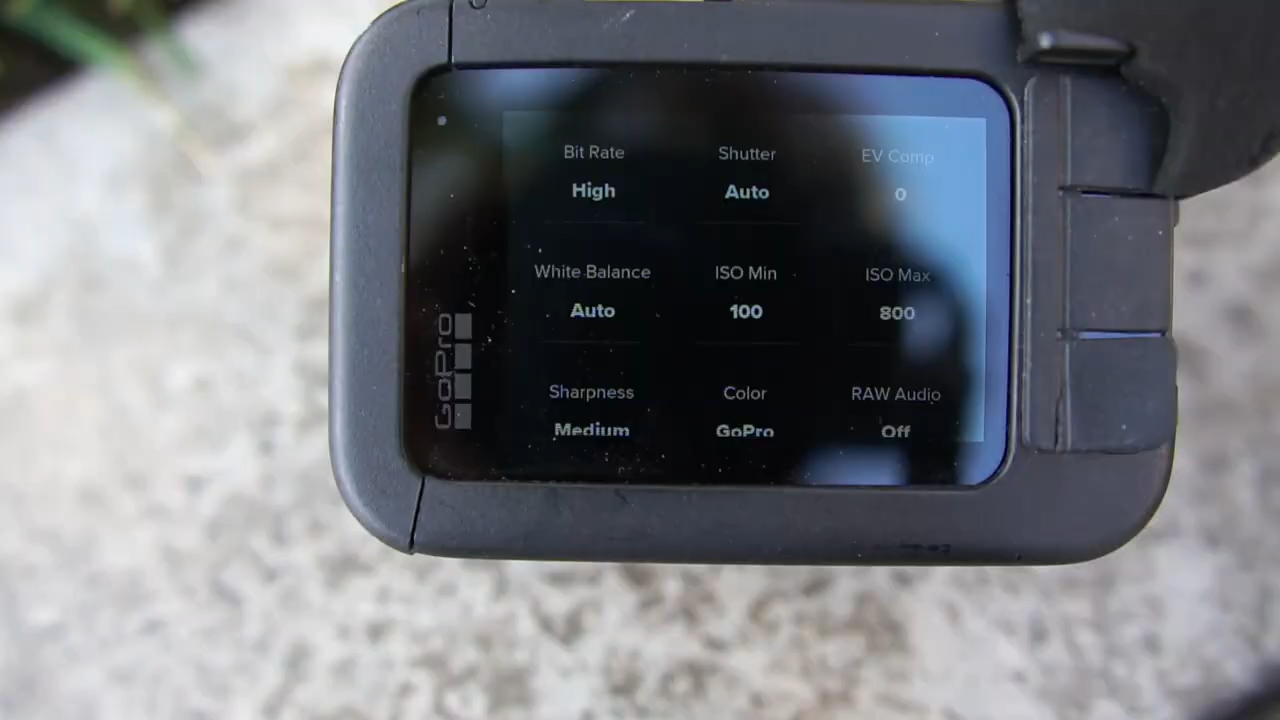 Bit Rate Shutter EV Comp
High Auto 0
White Balance ISO Min ISO Max
Auto 100 800
Sharpness Color RAW Audio
Medium GoPro Off
GoPro